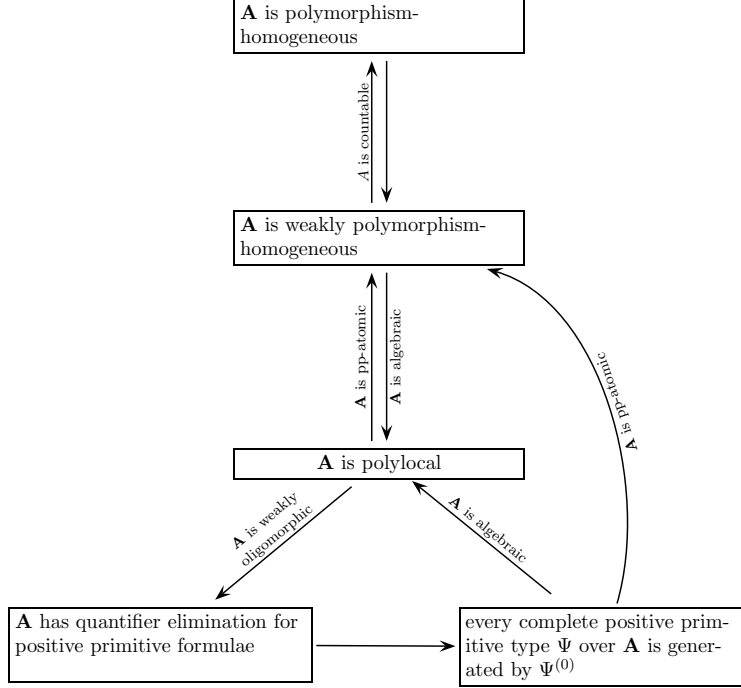 𝐀 is polymorphism-
homogeneous
A is countable
𝐀 is weakly polymorphism-
homogeneous
𝐀 is pp-atomic
𝐀 is algebraic
𝐀 is pp-atomic
𝐀 is polylocal
𝐀 is weakly
oligomorphic
𝐀 is algebraic
𝐀 has quantifier elimination for
positive primitive formulae
every complete positive prim-
itive type Ψ over 𝐀 is gener-
ated by Ψ⁽⁰⁾